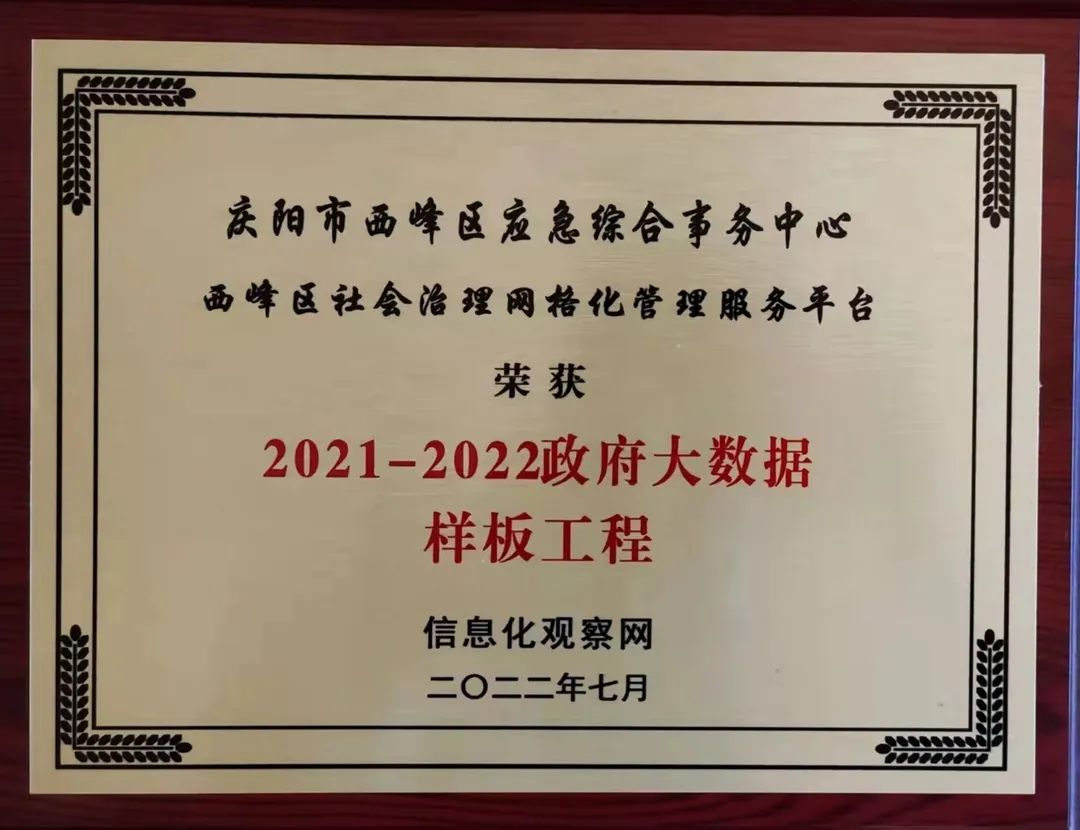 庆阳市西峰区应急综合事务中心
西峰区社会治理网格化管理服务平台
荣获
2021-2022政府大数据
样板工程
信息化观察网
二〇二二年七月